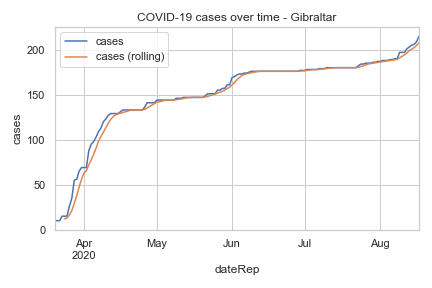 COVID-19 cases over time - Gibraltar
cases
cases (rolling)
200
150
100
50
0
cases
Apr
2020
May
Jun
Jul
Aug
dateRep